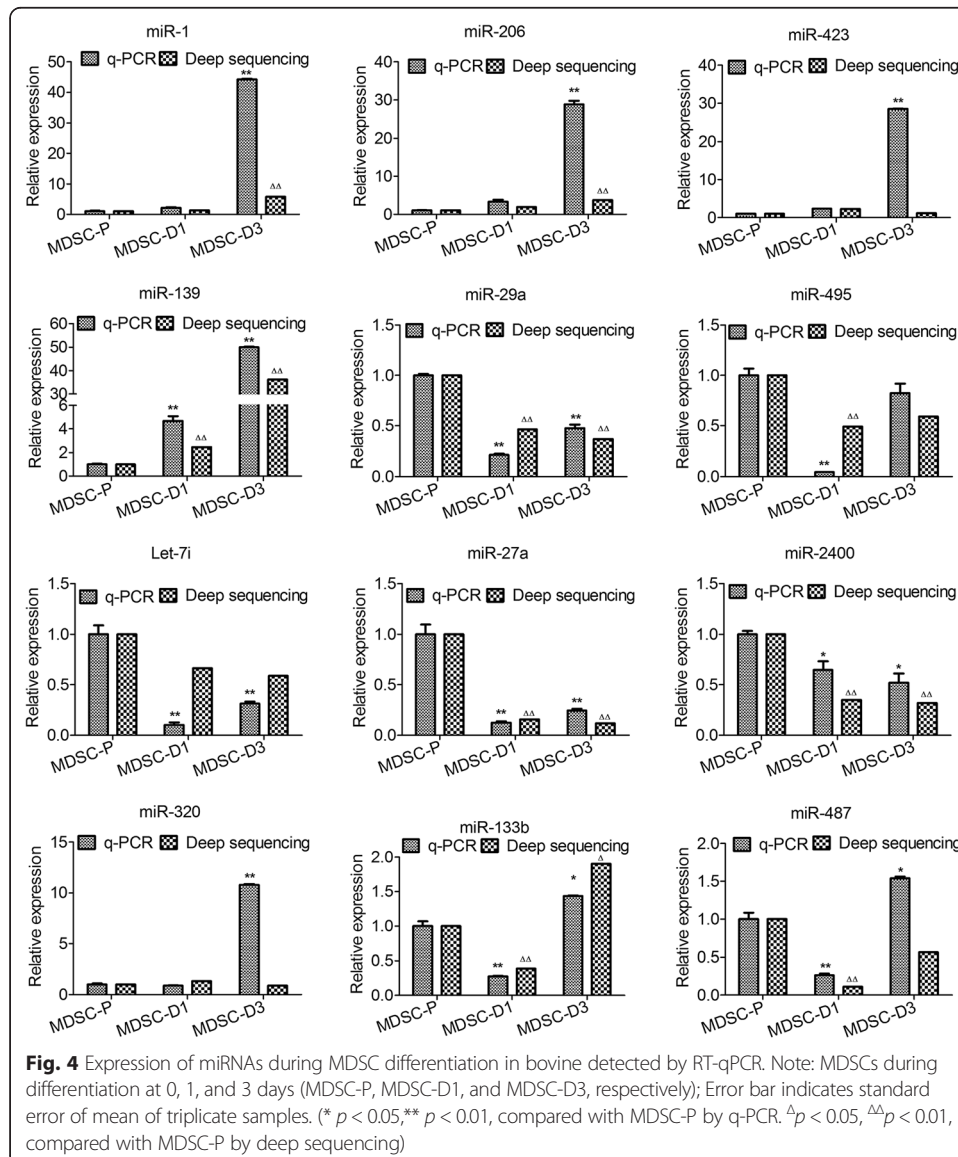 miR-1
miR-206
miR-423
q-PCR Deep sequencing
q-PCR Deep sequencing
q-PCR Deep sequencing
Relative expression
50
40
30
20
10
0
**
ΔΔ
MDSC-P
MDSC-D1
MDSC-D3
Relative expression
40
30
20
10
0
**
ΔΔ
MDSC-P
MDSC-D1
MDSC-D3
Relative expression
40
30
20
10
0
**
MDSC-P
MDSC-D1
MDSC-D3
miR-139
miR-29a
miR-495
q-PCR Deep sequencing
q-PCR Deep sequencing
q-PCR Deep sequencing
Relative expression
60
50
40
30
6
4
2
0
**
ΔΔ
**
ΔΔ
MDSC-P
MDSC-D1
MDSC-D3
Relative expression
1.5
1.0
0.5
0.0
**
ΔΔ
**
ΔΔ
MDSC-P
MDSC-D1
MDSC-D3
Relative expression
1.5
1.0
0.5
0.0
**
ΔΔ
MDSC-P
MDSC-D1
MDSC-D3
Let-7i
miR-27a
miR-2400
q-PCR Deep sequencing
q-PCR Deep sequencing
q-PCR Deep sequencing
Relative expression
1.5
1.0
0.5
0.0
**
**
MDSC-P
MDSC-D1
MDSC-D3
Relative expression
1.5
1.0
0.5
0.0
**
ΔΔ
**
ΔΔ
MDSC-P
MDSC-D1
MDSC-D3
Relative expression
1.5
1.0
0.5
0.0
*
ΔΔ
*
ΔΔ
MDSC-P
MDSC-D1
MDSC-D3
miR-320
miR-133b
miR-487
q-PCR Deep sequencing
q-PCR Deep sequencing
q-PCR Deep sequencing
Relative expression
15
10
5
0
**
MDSC-P
MDSC-D1
MDSC-D3
Relative expression
2.0
1.5
1.0
0.5
0.0
**
ΔΔ
*
Δ
MDSC-P
MDSC-D1
MDSC-D3
Relative expression
2.0
1.5
1.0
0.5
0.0
**
ΔΔ
*
MDSC-P
MDSC-D1
MDSC-D3
Fig. 4 Expression of miRNAs during MDSC differentiation in bovine detected by RT-qPCR. Note: MDSCs during
differentiation at 0, 1, and 3 days (MDSC-P, MDSC-D1, and MDSC-D3, respectively); Error bar indicates standard
error of mean of triplicate samples. (* p < 0.05,** p < 0.01, compared with MDSC-P by q-PCR. Δp < 0.05, ΔΔp < 0.01,
compared with MDSC-P by deep sequencing)